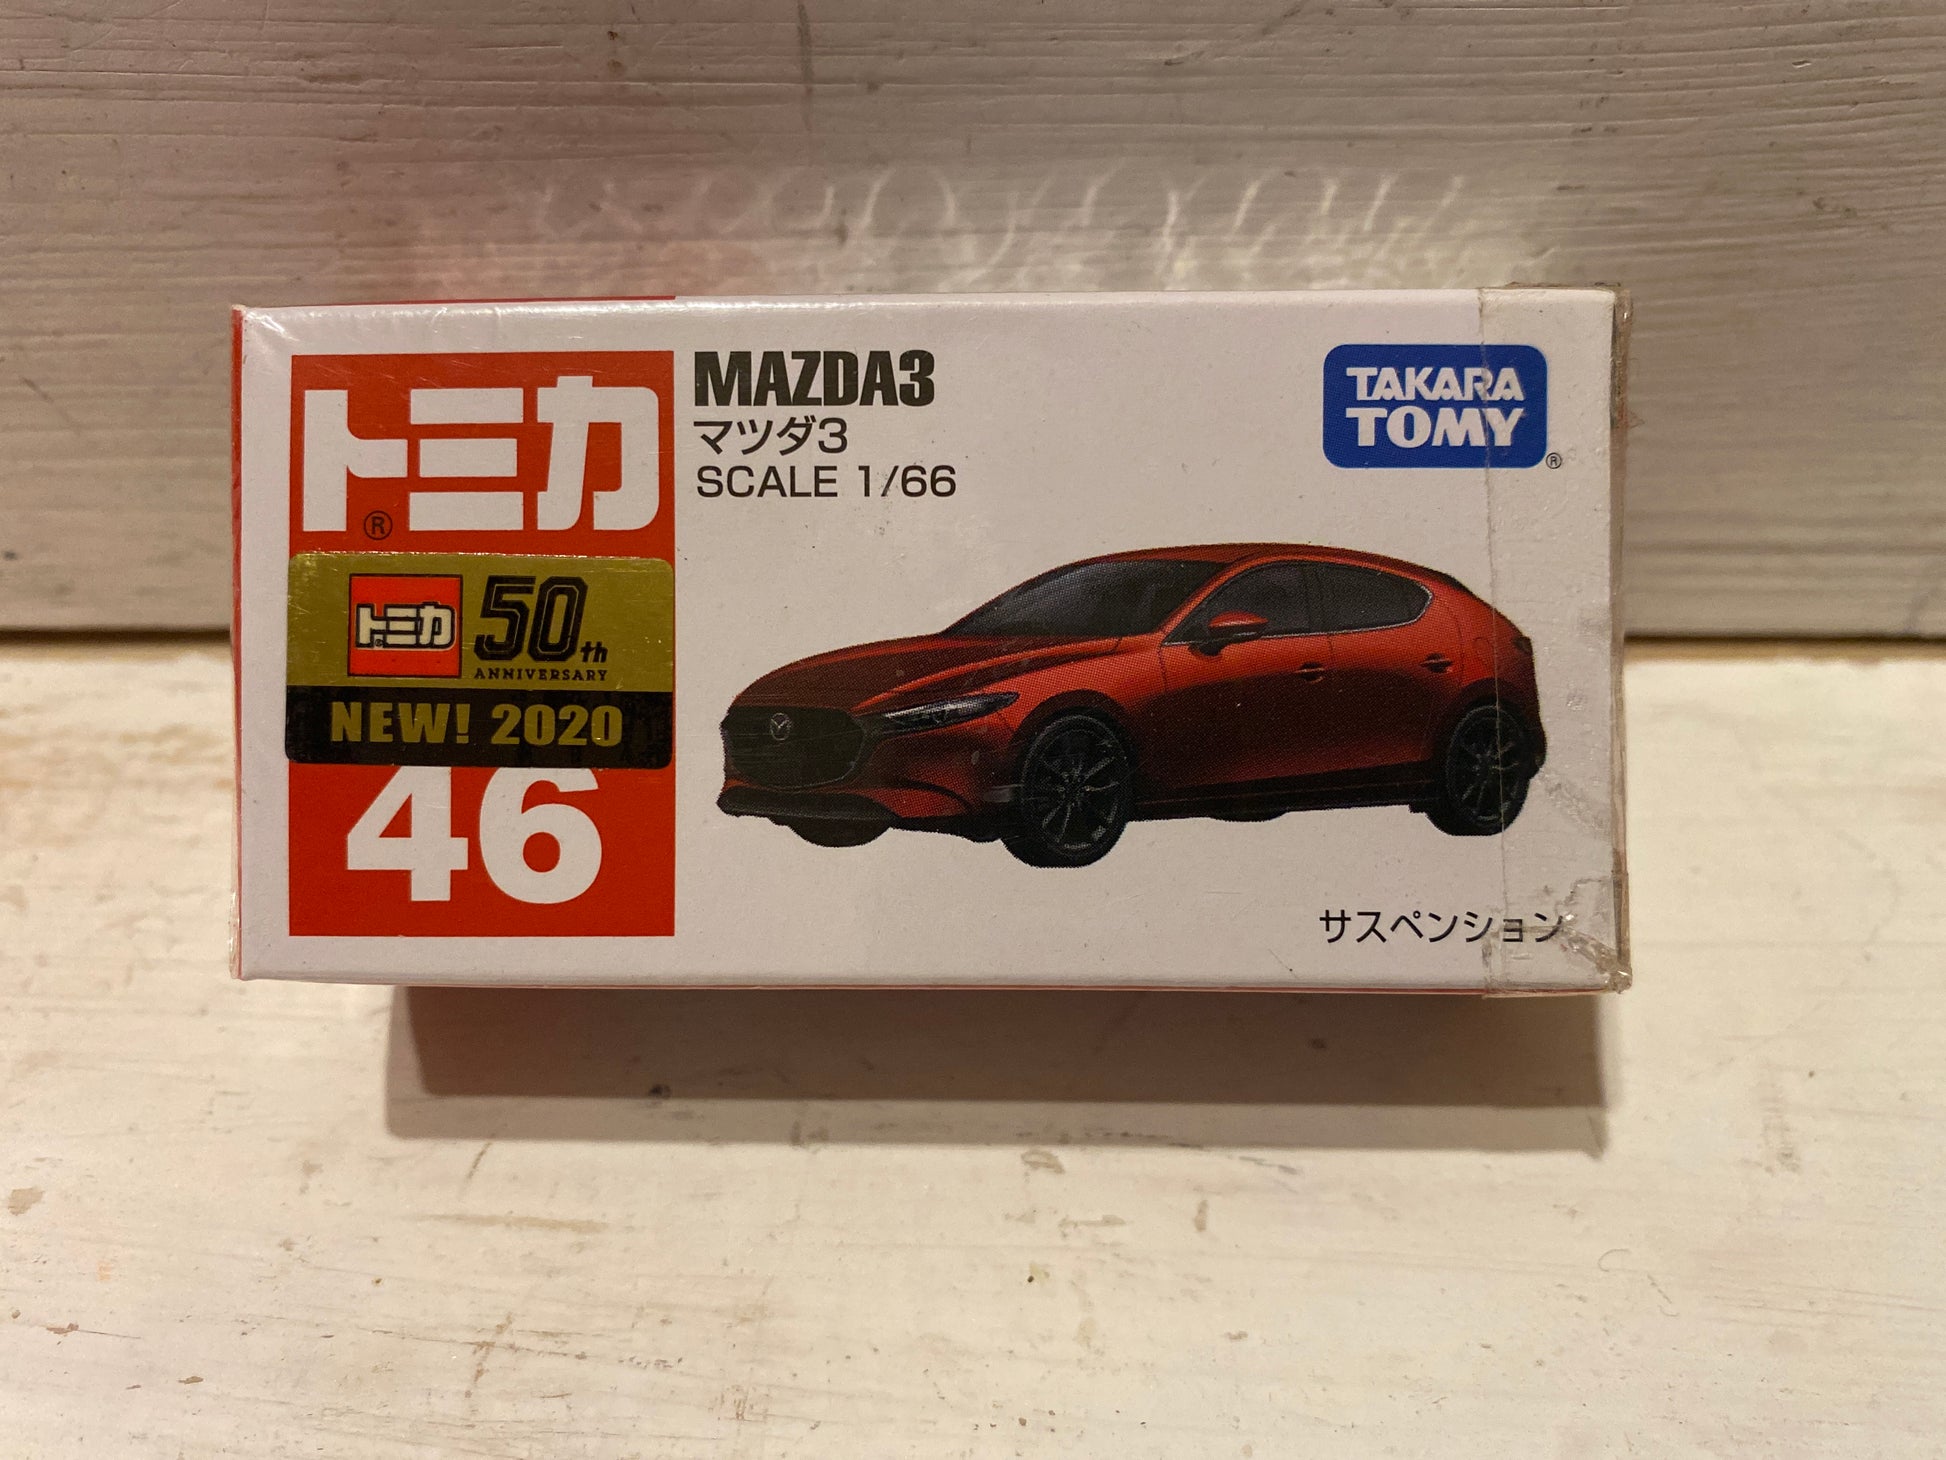 トミカ
®
トミカ
50th
ANNIVERSARY
NEW! 2020
46
MAZDA3
マツダ3
SCALE 1/66
TAKARA
TOMY
®
サスペンション